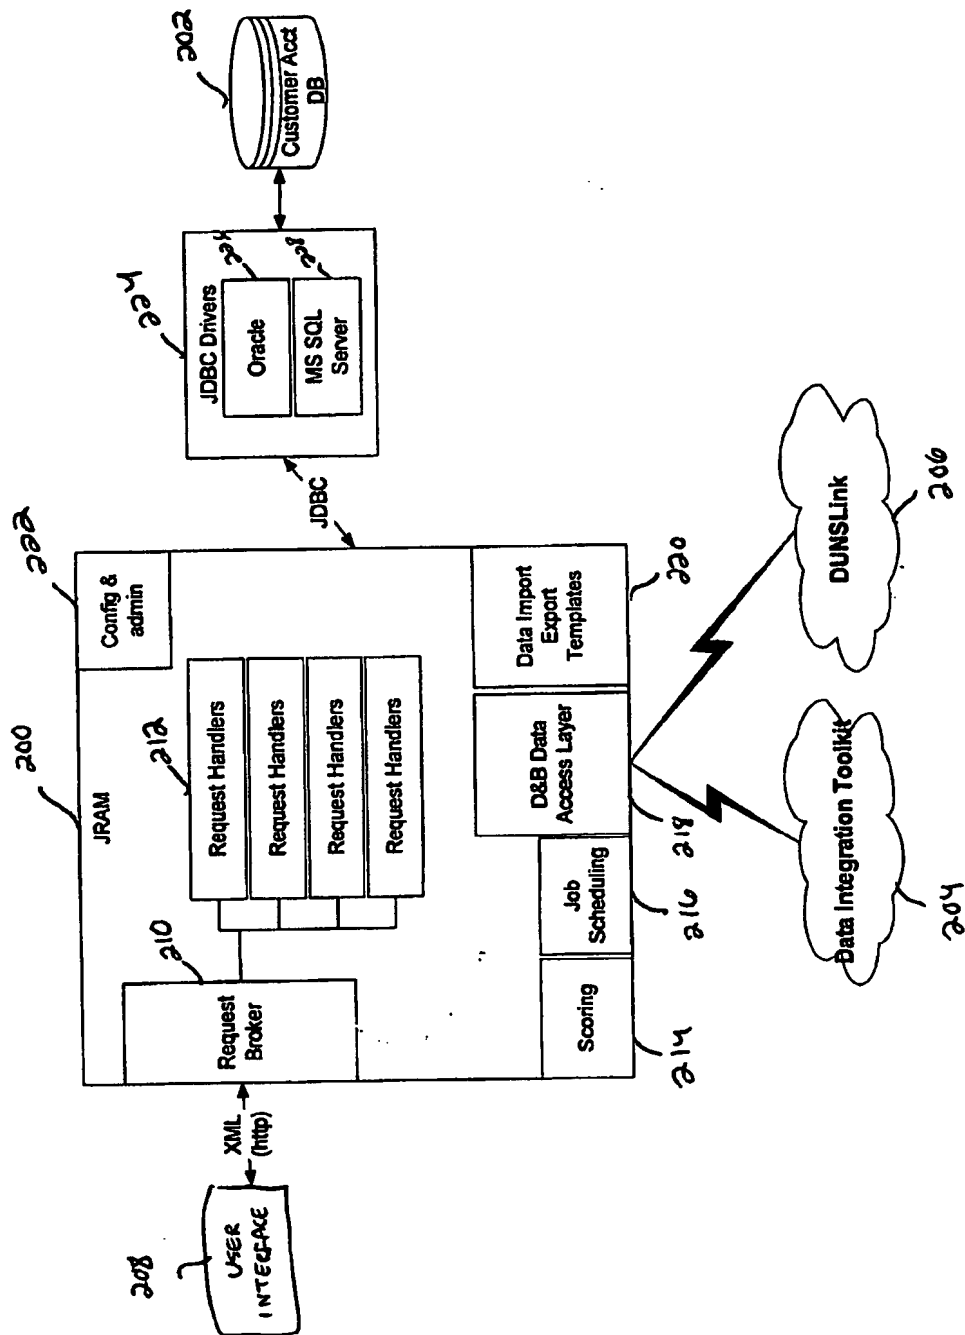 200
222
JRAM
Config &
admin
202
Customer Acct
DB
224
JDBC Drivers
Oracle
MS SQL
Server
228
JDBC
208
USER
INTERFACE
XML
(http)
210
Request
Broker
212
Request Handlers
Request Handlers
Request Handlers
Request Handlers
Scoring
Job
Scheduling
D&B Data
Access Layer
Data Import
Export
Templates
214
216
218
220
Data Integration Toolkit
204
DUNSLink
206